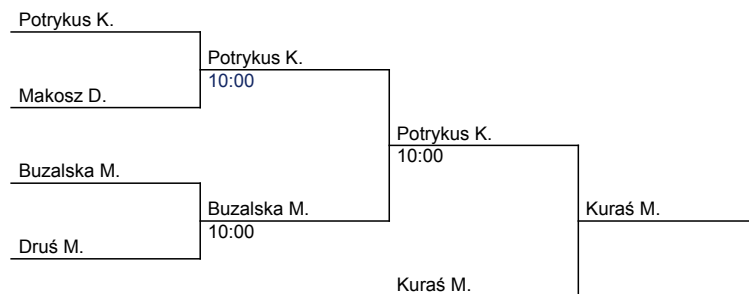 Potrykus K.
Potrykus K.
10:00
Makosz D.
Potrykus K.
10:00
Buzalska M.
Buzalska M.
10:00
Kuraś M.
Druś M.
Kuraś M.